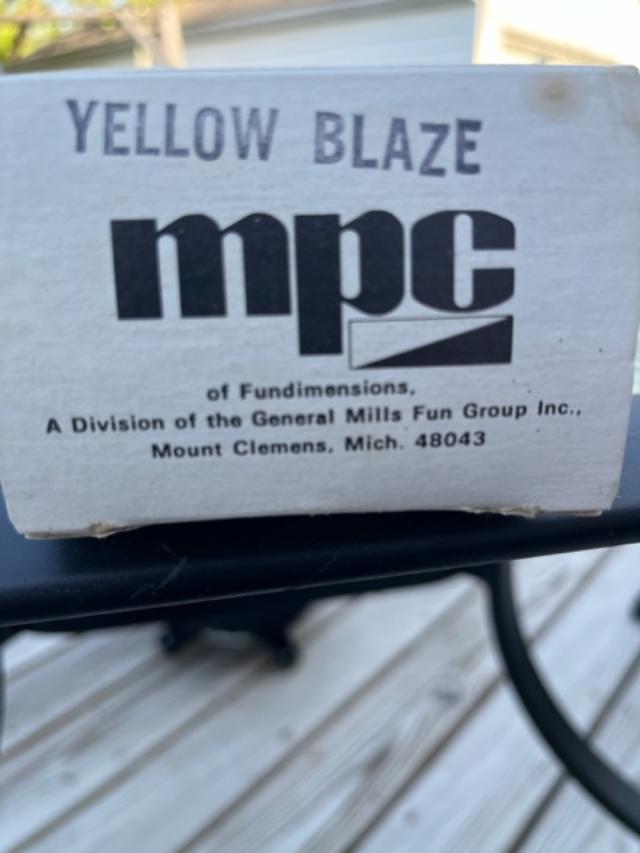 YELLOW BLAZE
mpc
of Fundimensions,
A Division of the General Mills Fun Group Inc.,
Mount Clemens, Mich. 48043